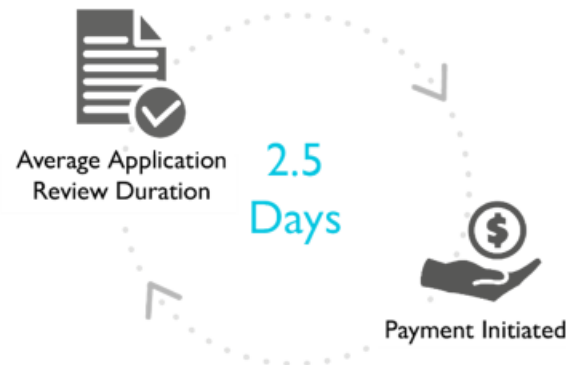 Average Application
Review Duration
2.5
Days
$
Payment Initiated